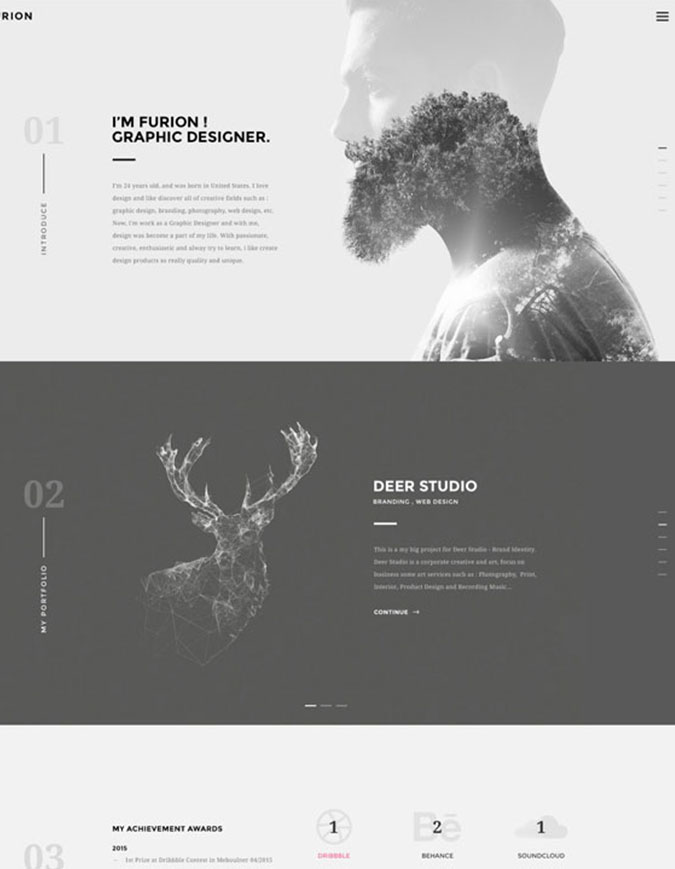 RION
01
INTRODUCE
I'M FURION !
GRAPHIC DESIGNER.
I'm 24 years old, and was born in United States. I love
design and like discover all of creative fields such as :
graphic design, branding, photography, web design, etc.
Now, I'm work as a Graphic Designer and with me,
design was become a part of my life. With passionate,
creative, enthusiastic and alway try to learn, i like create
design products so really quality and unique.
02
MY PORTFOLIO
DEER STUDIO
BRANDING , WEB DESIGN
This is a my big project for Deer Studio - Brand Identity.
Deer Studio is a corporate creative and art, focus on
business some art services such as : Photography, Print,
Interior, Product Design and Recording Music...
CONTINUE →
03
MY ACHIEVEMENT AWARDS
2015
– 1st Prize at Dribbble Contest in 04/2015
1
DRIBBBLE
Bē
2
BEHANCE
1
SOUNDCLOUD